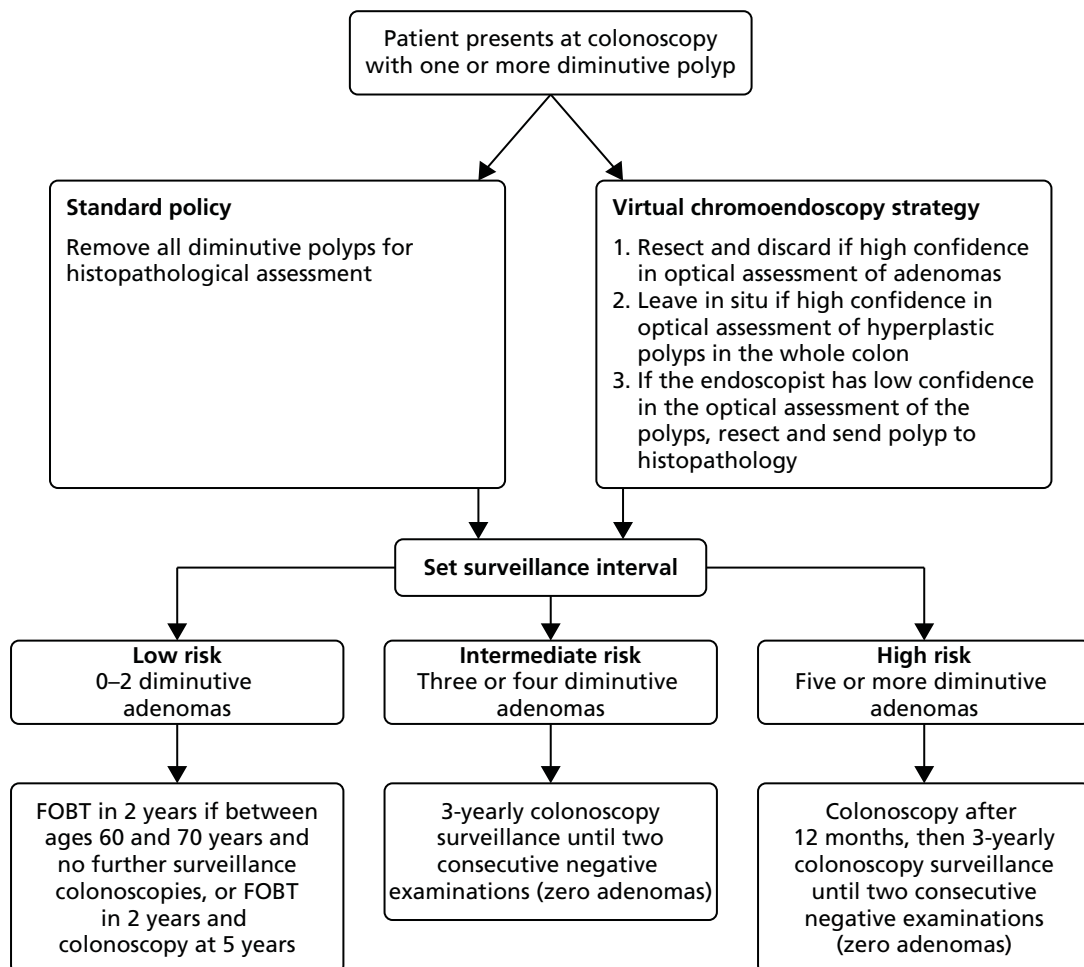 Patient presents at colonoscopy
with one or more diminutive polyp
Standard policy
Remove all diminutive polyps for
histopathological assessment
Virtual chromoendoscopy strategy
1. Resect and discard if high confidence
in optical assessment of adenomas
2. Leave in situ if high confidence in
optical assessment of hyperplastic
polyps in the whole colon
3. If the endoscopist has low confidence
in the optical assessment of the
polyps, resect and send polyp to
histopathology
Set surveillance interval
Low risk
0–2 diminutive
adenomas
Intermediate risk
Three or four diminutive
adenomas
High risk
Five or more diminutive
adenomas
FOBT in 2 years if between
ages 60 and 70 years and
no further surveillance
colonoscopies, or FOBT
in 2 years and
colonoscopy at 5 years
3-yearly colonoscopy
surveillance until two
consecutive negative
examinations (zero adenomas)
Colonoscopy after
12 months, then 3-yearly
colonoscopy surveillance
until two consecutive
negative examinations
(zero adenomas)